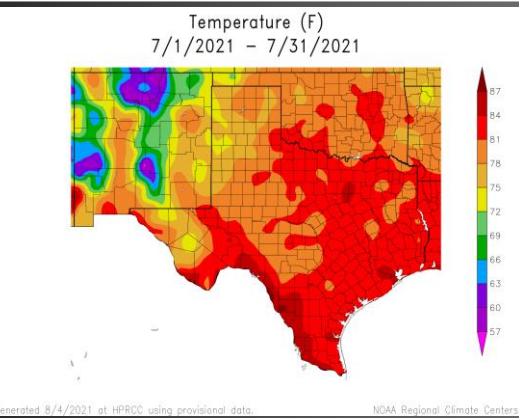 Temperature (F)
7/1/2021 – 7/31/2021
87
84
81
78
75
72
69
66
63
60
57
enerated 8/4/2021 at HPRCC using provisional data.
NOAA Regional Climate Centers